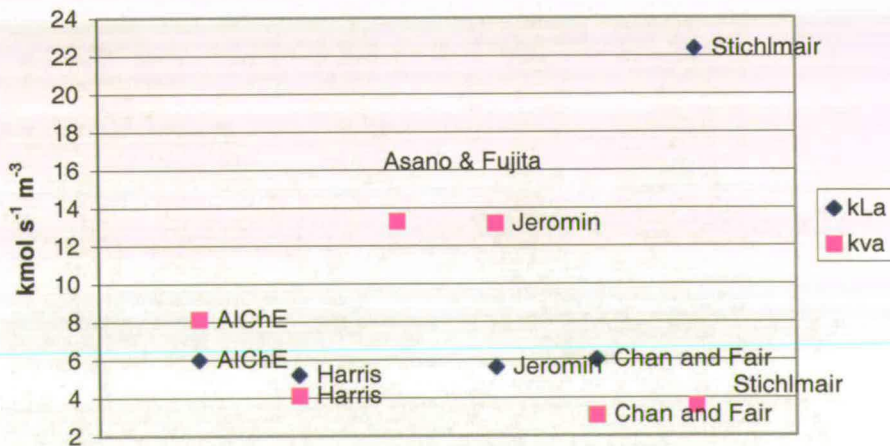 24
22
20
18
16
14
12
10
8
6
4
2
kmol s⁻¹ m⁻³
Stichlmair
Asano & Fujita
Jeromin
AIChE
AIChE
Harris
Harris
Jeromin
Chan and Fair
Stichlmair
Chan and Fair
kLa
kva